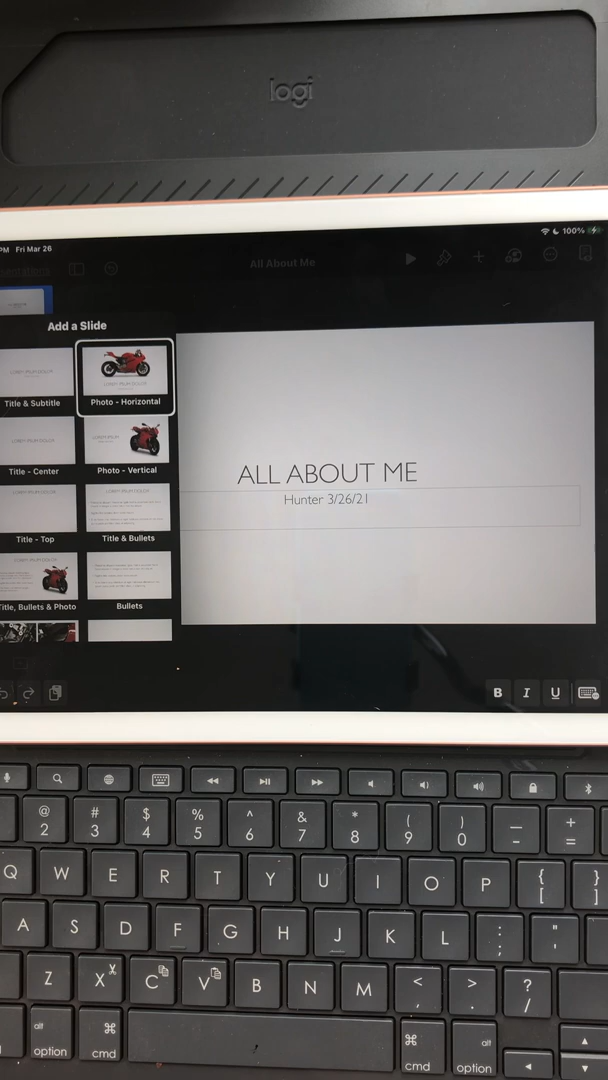 logi
PM Fri Mar 26
100%
All About Me
Add a Slide
Title & Subtitle
Photo - Horizontal
Title - Center
Photo - Vertical
Title - Top
Title & Bullets
Title, Bullets & Photo
Bullets
ALL ABOUT ME
Hunter 3/26/21
B I U
@ # $ % ^ & * ( ) — +
2 3 4 5 6 7 8 9 0 - =
Q W E R T Y U I O P { [ } ]
A S D F G H J K L : ; " '
Z X C V B N M < , > . ? /
alt option ⌘ cmd ⌘ cmd alt option